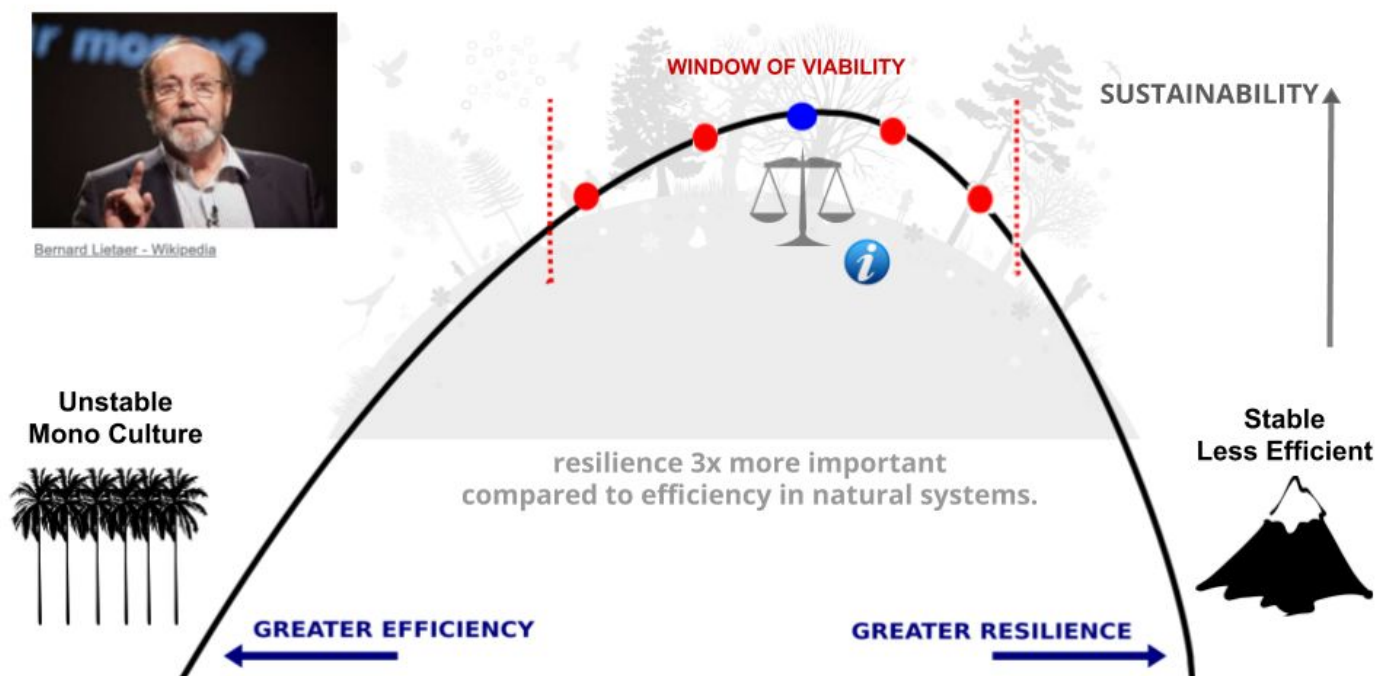 r money?
Bernard Lietaer - Wikipedia
WINDOW OF VIABILITY
SUSTAINABILITY
i
Unstable
Mono Culture
Stable
Less Efficient
resilience 3x more important
compared to efficiency in natural systems.
GREATER EFFICIENCY
GREATER RESILIENCE